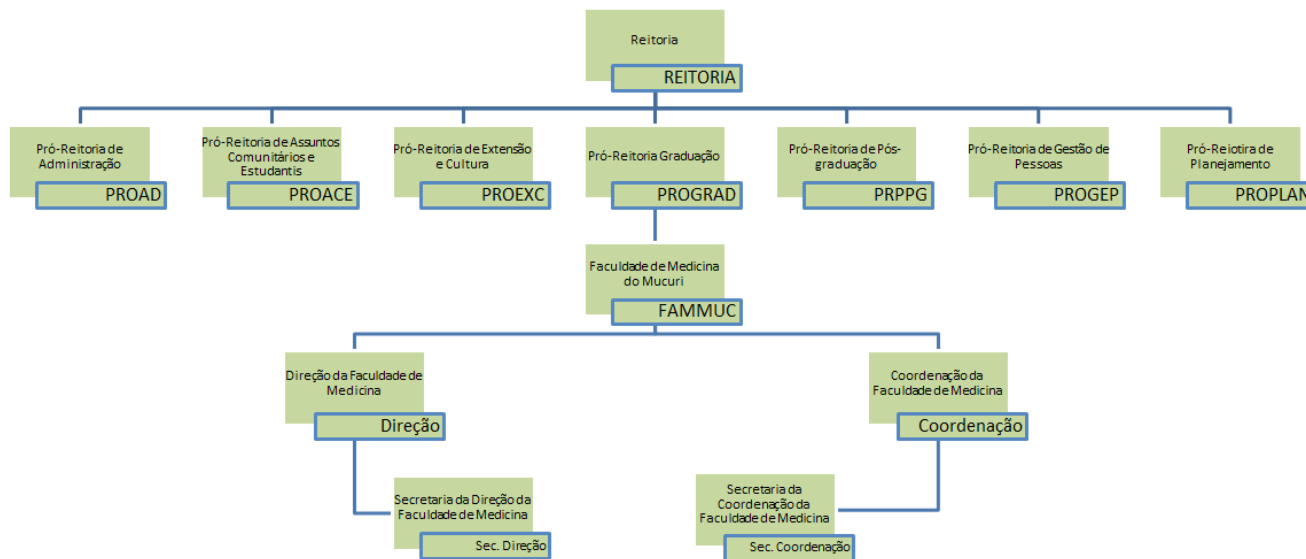 Reitoria
REITORIA
Pró-Reitoria de
Administração
PROAD
Pró-Reitoria de Assuntos
Comunitários e
Estudantis
PROACE
Pró-Reitoria de Extensão
e Cultura
PROEXC
Pró-Reitoria Graduação
PROGRAD
Pró-Reitoria de Pós-
graduação
PRPPG
Pró-Reitoria de Gestão de
Pessoas
PROGEP
Pró-Reiotira de
Planejamento
PROPLAN
Faculdade de Medicina
do Mucuri
FAMMUC
Direção da Faculdade de
Medicina
Direção
Coordenação da
Faculdade de Medicina
Coordenação
Secretaria da Direção da
Faculdade de Medicina
Sec. Direção
Secretaria da
Coordenação da
Faculdade de Medicina
Sec. Coordenação